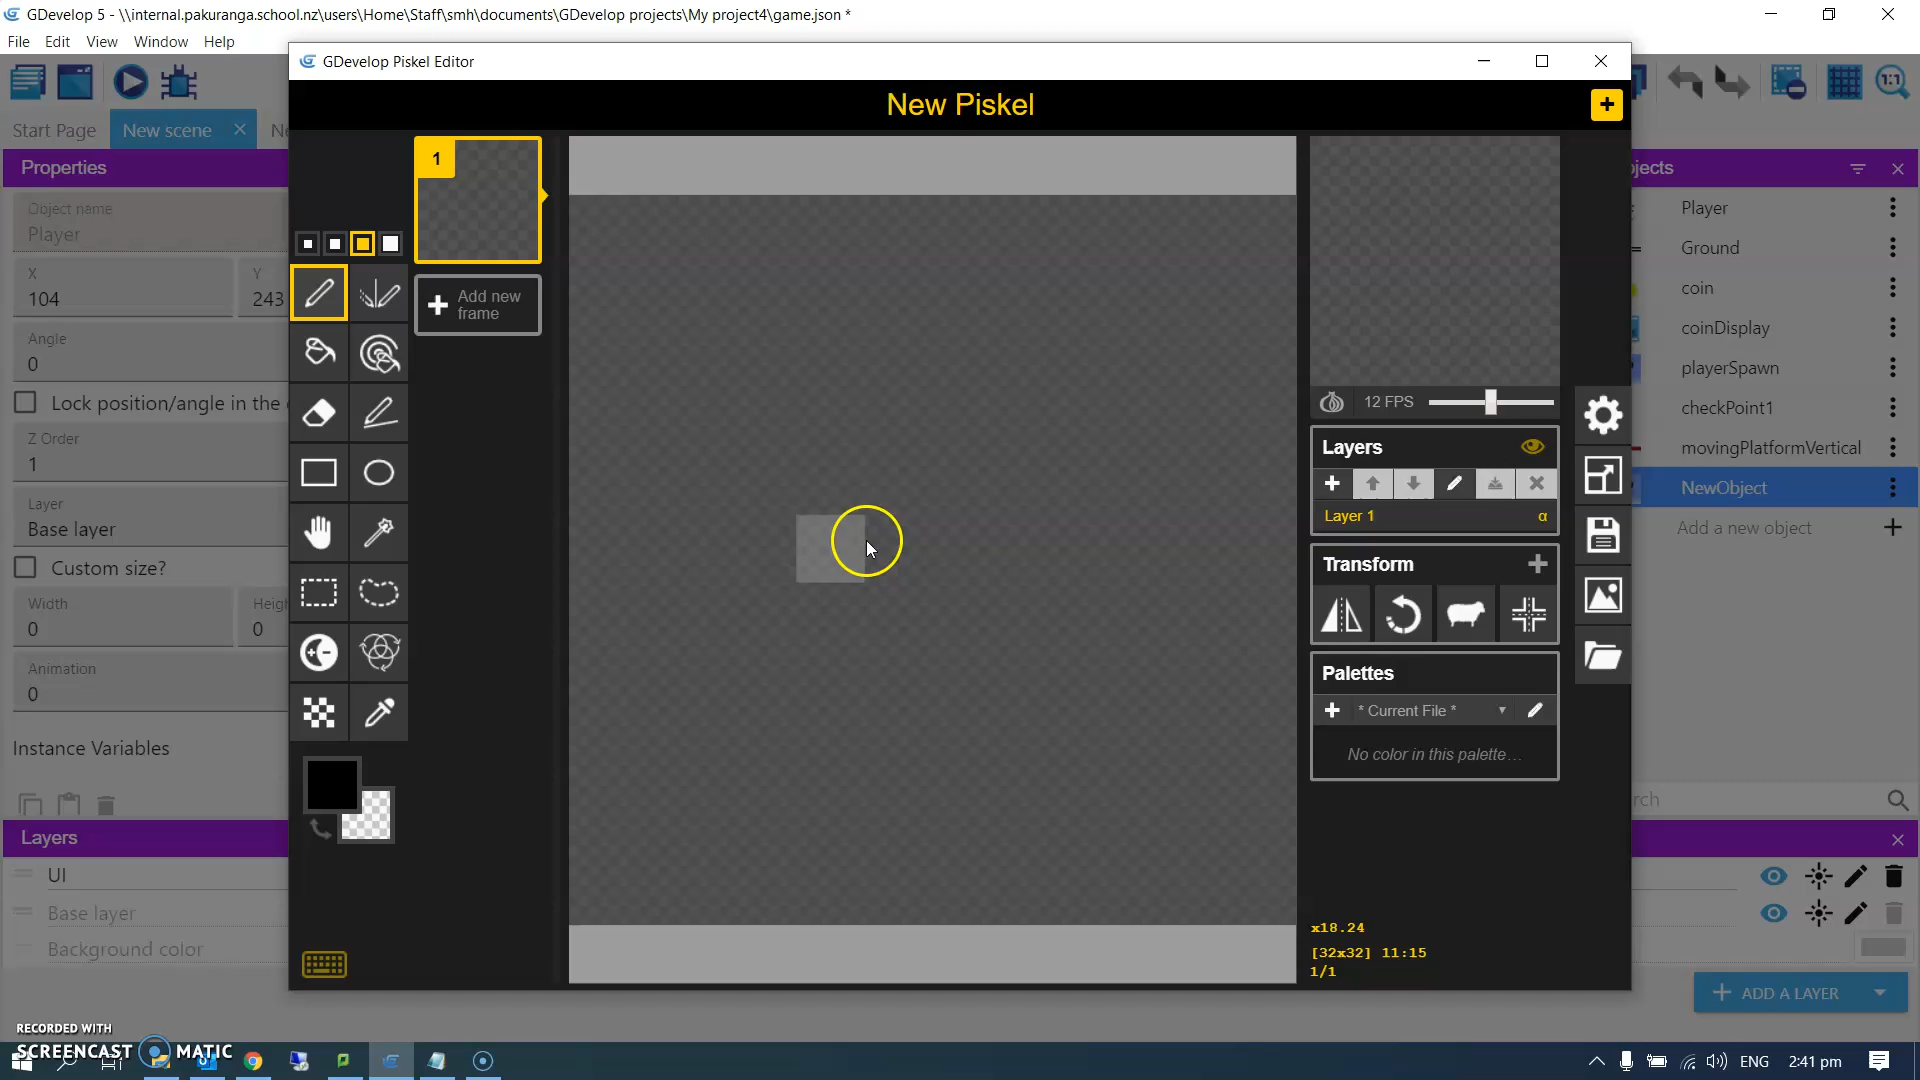 GDevelop 5 - \\internal.pakuranga.school.nz\users\Home\Staff\smh\documents\GDevelop projects\My project4\game.json *
File Edit View Window Help
GDevelop Piskel Editor
New Piskel
Start Page New scene
Properties
Object name
Player
X Y
104 243
Angle
0
Lock position/angle in the
Z Order
1
Layer
Base layer
Custom size?
Width
0 0
Animation
0
Instance Variables
Layers
UI
Base layer
Background color
1
Add new
frame
12 FPS
Layers
Layer 1 α
Transform
Palettes
* Current File *
No color in this palette...
x18.24
[32x32] 11:15
1/1
Player
Ground
coin
coinDisplay
playerSpawn
checkPoint1
movingPlatformVertical
NewObject
Add a new object
1:1
ADD A LAYER
RECORDED WITH
SCREENCAST MATIC
ENG 2:41 pm